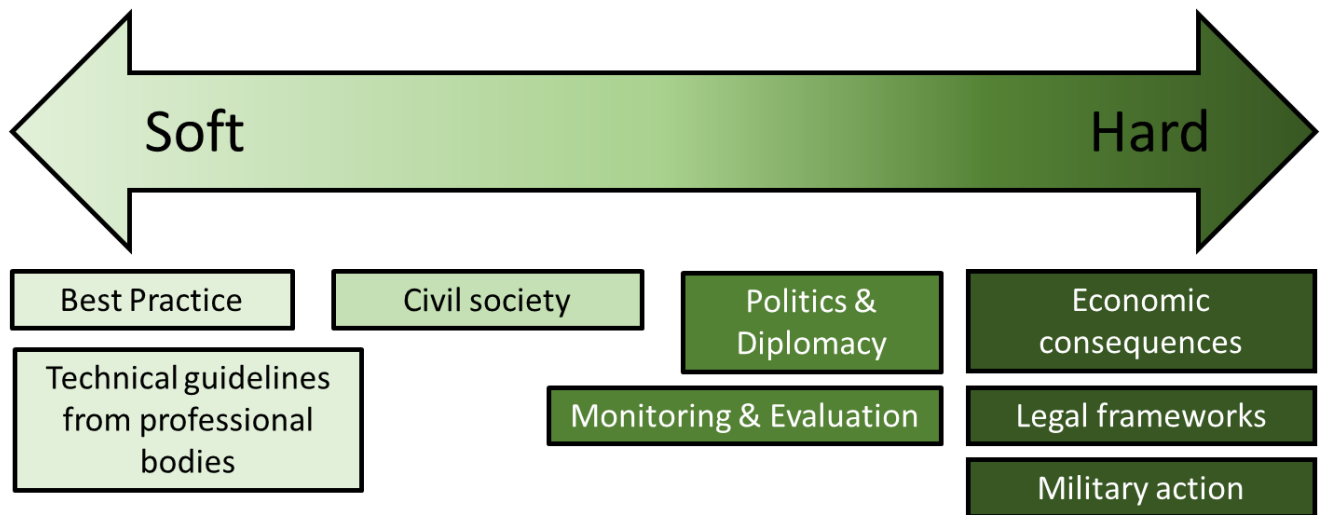 Soft
Hard
Best Practice
Civil society
Politics &
Diplomacy
Economic
consequences
Technical guidelines
from professional
bodies
Monitoring & Evaluation
Legal frameworks
Military action